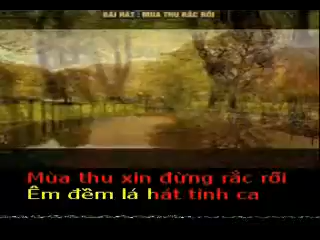 BÀI HÁT : MÙA THU RẮC RỐI
Mùa thu xin đừng rắc rối
Êm đềm lá hát tình ca